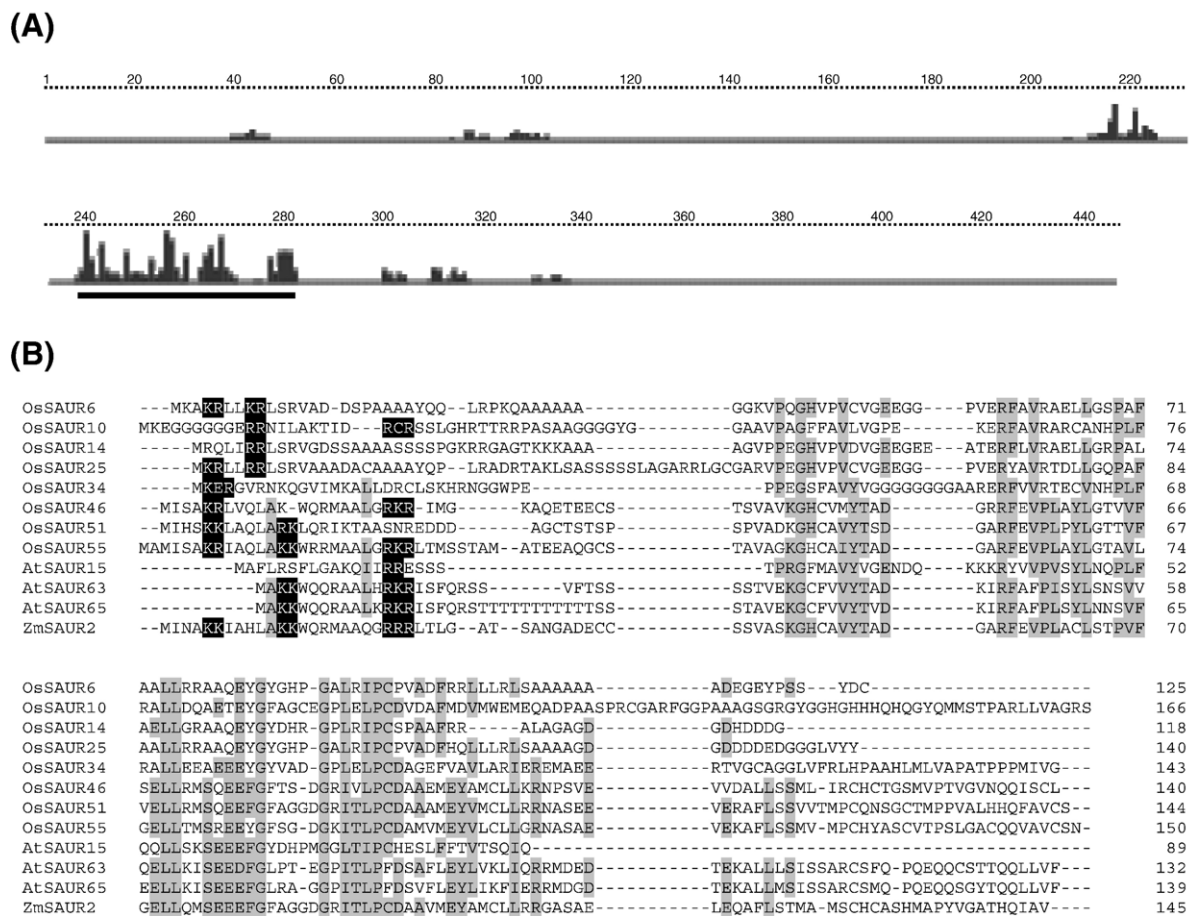 (A)
1 20 40 60 80 100 120 140 160 180 200 220
240 260 280 300 320 340 360 380 400 420 440
(B)
OsSAUR6 ---MKAKRLLKRLSRVAD-DSPAAAAYQQ--LRPKQAAAAAA---------------GGKVPQGHVPVCVGEEGG---PVERFAVRAELLGSPAF 71
OsSAUR10 MKEGGGGGGERRNILAKTID---RCRSSLGHRTTRRPASAAGGGGYG----------GAAVPAGFFAVLVGPE----KERFAVRARCANHPLF 76
OsSAUR14 -----MRQLIRRLSRVGDSSAAAASSSSPGKRRGAGTKKKAAA--------------AGVPEGHVPVDVGEEGEE-ATERFLVRAELLGRPAL 74
OsSAUR25 -----MKRLLRRLSRVAAADACAAAAYQP--LRADRTAKLSASSSSSLAGARRLGCGARVPEGHVPVCVGEEGG---PVERYAVRTDLLGQPAF 84
OsSAUR34 -----MKERGVRNKQGVIMKALLDRCLSKHRNGGWPE--------------------PPEGSFAVYVGGGGGGGGAARERFVVRTECVNHPLF 68
OsSAUR46 --MISAKRLVQLAK-WQRMAALGRKR-IMG------KAQETEECS------------TSVAVKGHCVMYTAD--------GRRFEVPLAYLGTVVF 66
OsSAUR51 --MIHSKKLAQLARKLQRIKTAASNREDDD-------AGCTSTSP------------SPVADKGHCAVYTSD--------GARFEVPLPYLGTTVF 67
OsSAUR55 MAMISAKRIAQLAKKWRRMAALGRKRLTMSSTAM--ATEEAQGCS------------TAVAGKGHCAIYTAD--------GARFEVPLAYLGTAVL 74
AtSAUR15 --------MAFLRSFLGAKQIIRRESSS-----------------------------TPRGFMAVYVGENDQ---KKKRYVVPVSYLNQPLF 52
AtSAUR63 ---------MAKKWQQRAALHRKRISFQRSS-----VFTSS----------------SSTVEKGCFVVYTAD--------KIRFAFPISYLSNSVF 58
AtSAUR65 ---------MAKKWQQRAALKRKRISFQRSTTTTTTTTTTTSS--------------STAVEKGCFVVYTVD--------KIRFAFPLSYLNNSVF 65
ZmSAUR2 --MINAKKIAHLAKKWQRMAAQGRRRLTLG--AT--SANGADECC------------SSVASKGHCAVYTAD--------GARFEVPLACLSTPVF 70
OsSAUR6 AALLRRAAQEYGYGHP-GALRIPCPVADFRRLLLRLSAAAAAA------------ADEGEYPSS---YDC-------------------- 125
OsSAUR10 RALLDQAETEYGFAGCEGPLELPCDVDAFMDVMWEMEQADPAASPRCGARFGGPAAAGSGRGYGGHGHHHQHQGYQMMSTPARLLVAGRS 166
OsSAUR14 AELLGRAAQEYGYDHR-GPLRIPCSPAAFRR-----ALAGAGD------------GDHDDDG---------------------------- 118
OsSAUR25 AALLRRAAQEYGYGHP-GALRIPCPVADFHQLLLRLSAAAAGD------------GDDDDEDGGGLVYY--------------------- 140
OsSAUR34 RALLEEAEEEYGYVAD-GPLELPCDAGEFVAVLARIEREMAEE------------RTVGCAGGLVFRLHPAAHLMLVAPATPPPMIVG--- 143
OsSAUR46 SELLRMSQEEFGFTS-DGRIVLPCDAAEMEYAMCLLKRNPSVE------------VVDALLSSML-IRCHCTGSMVPTVGVNQQISCL-- 140
OsSAUR51 VELLRMSQEEFGFAGGDGRITLPCDAAAMEYVMCLLRRNASEE------------VERAFLSSVVTMPCQNSGCTMPPVALHHQFAVCS-- 144
OsSAUR55 GELLTMSREEYGFSG-DGKITLPCDAMVMEYVLCLLGRNASAE------------VEKAFLSSMV-MPCHYASCVTPSLGACQQVAVCSN- 150
AtSAUR15 QQLLSKSEEEFGYDHPMGGLTIPCHESLFFTVTSQIQ----------------------------------------------------- 89
AtSAUR63 QELLKISEEDFGLPT-EGPITLPFDSAFLEYLVKLIQRRMDED------------TEKALLLSISSARCSFQ-PQEQQCSTTQQLLVF--- 132
AtSAUR65 EELLKISEEEFGLRA-GGPITLPFDSVFLEYLIKFIERRMDGD------------TEKALLMSISSARCSMQ-PQEQQSGYTQQLLVF--- 139
ZmSAUR2 GELLQMSEEEFGFAGGDGRITLPCDAAVMEYAMCLLRRGASAE------------LEQAFLSTMA-MSCHCASHMAPYVGATHQIAV---- 145